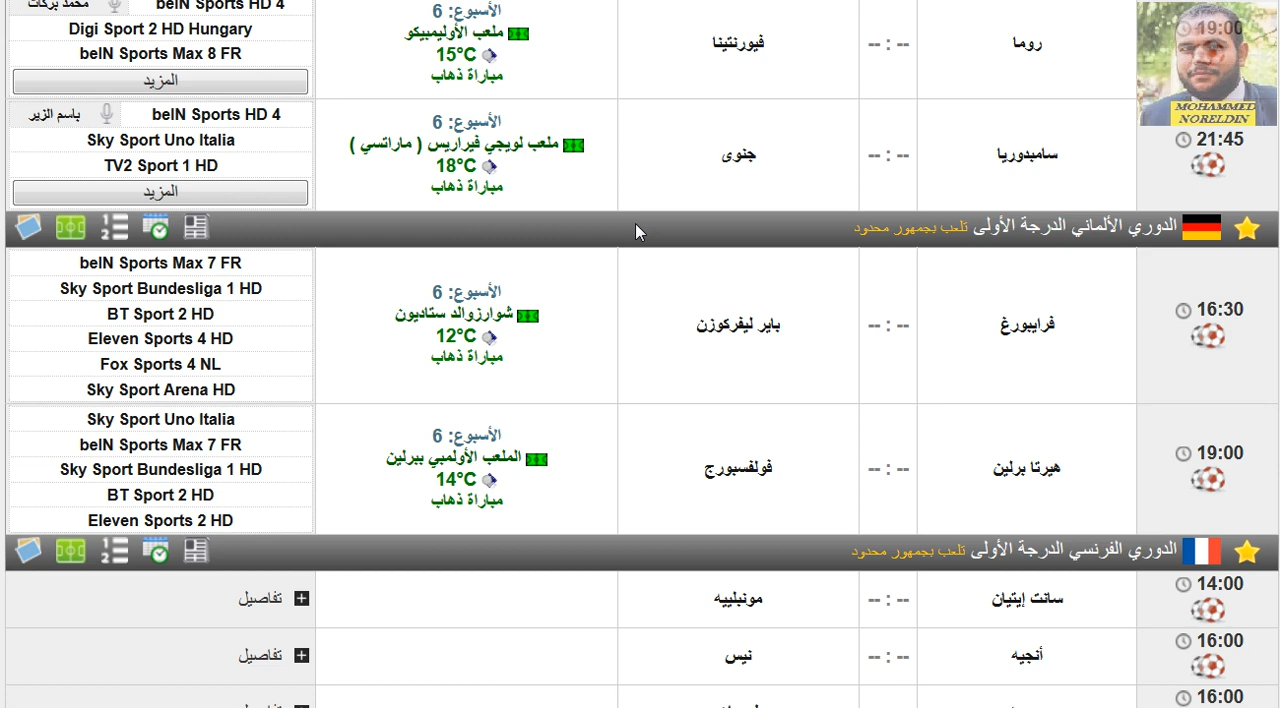 19:00
MOHAMMED
NORELDIN
روما
-- : --
فيورنتينا
الأسبوع: 6
ملعب الأوليمبيكو
15°C
مباراة ذهاب
beIN Sports HD 4
محمد بركات
Digi Sport 2 HD Hungary
beIN Sports Max 8 FR
المزيد
21:45
سامبدوريا
-- : --
جنوى
الأسبوع: 6
ملعب لويجي فيراريس ( ماراتسي )
18°C
مباراة ذهاب
beIN Sports HD 4
باسم الزير
Sky Sport Uno Italia
TV2 Sport 1 HD
المزيد
الدوري الألماني الدرجة الأولى تلعب بجمهور محدود
16:30
فرايبورغ
-- : --
باير ليفركوزن
الأسبوع: 6
شوارزوالد ستاديون
12°C
مباراة ذهاب
beIN Sports Max 7 FR
Sky Sport Bundesliga 1 HD
BT Sport 2 HD
Eleven Sports 4 HD
Fox Sports 4 NL
Sky Sport Arena HD
19:00
هيرتا برلين
-- : --
فولفسبورج
الأسبوع: 6
الملعب الأولمبي ببرلين
14°C
مباراة ذهاب
Sky Sport Uno Italia
beIN Sports Max 7 FR
Sky Sport Bundesliga 1 HD
BT Sport 2 HD
Eleven Sports 2 HD
الدوري الفرنسي الدرجة الأولى تلعب بجمهور محدود
14:00
سانت إيتيان
-- : --
مونبلييه
تفاصيل
16:00
أنجيه
-- : --
نيس
تفاصيل
16:00